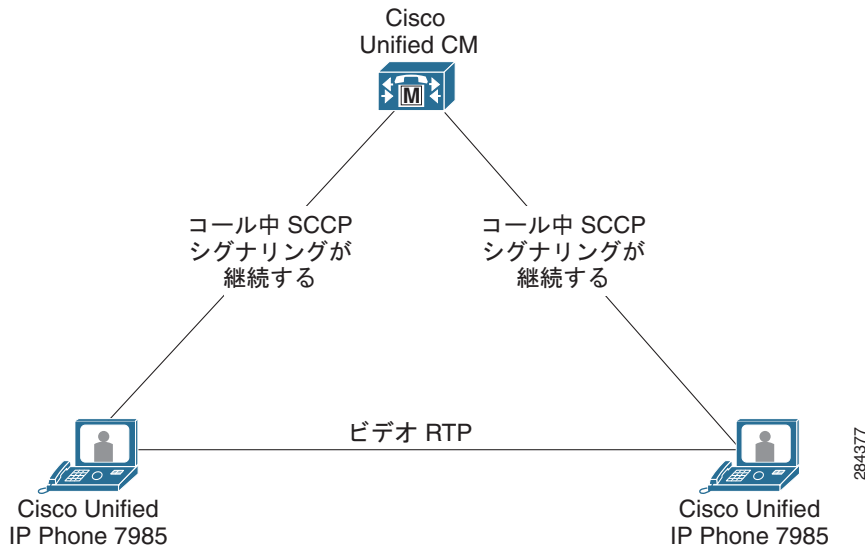 Cisco
Unified CM
M
コール中 SCCP
シグナリングが
継続する
コール中 SCCP
シグナリングが
継続する
ビデオ RTP
Cisco Unified
IP Phone 7985
Cisco Unified
IP Phone 7985
284377